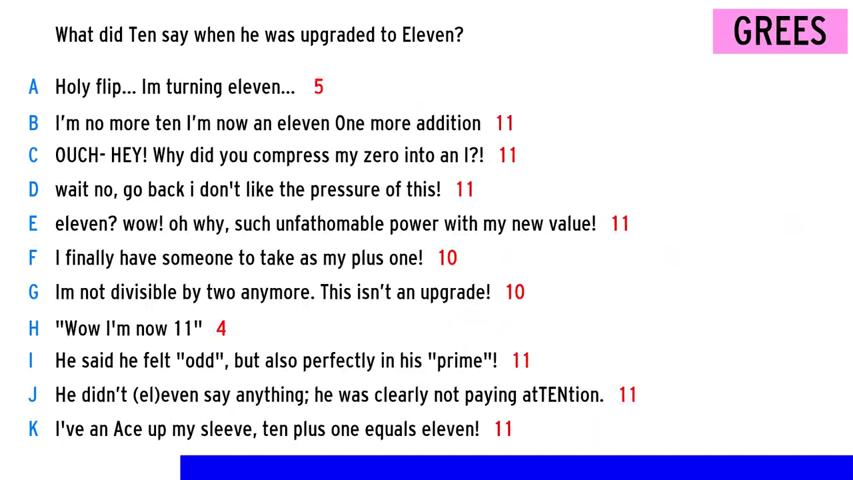 What did Ten say when he was upgraded to Eleven?
GREES
A Holy flip... Im turning eleven... 5
B I'm no more ten I'm now an eleven One more addition 11
C OUCH- HEY! Why did you compress my zero into an I?! 11
D wait no, go back i don't like the pressure of this! 11
E eleven? wow! oh why, such unfathomable power with my new value! 11
F I finally have someone to take as my plus one! 10
G Im not divisible by two anymore. This isn't an upgrade! 10
H "Wow I'm now 11" 4
I He said he felt "odd", but also perfectly in his "prime"! 11
J He didn't (el)even say anything; he was clearly not paying atTENtion. 11
K I've an Ace up my sleeve, ten plus one equals eleven! 11